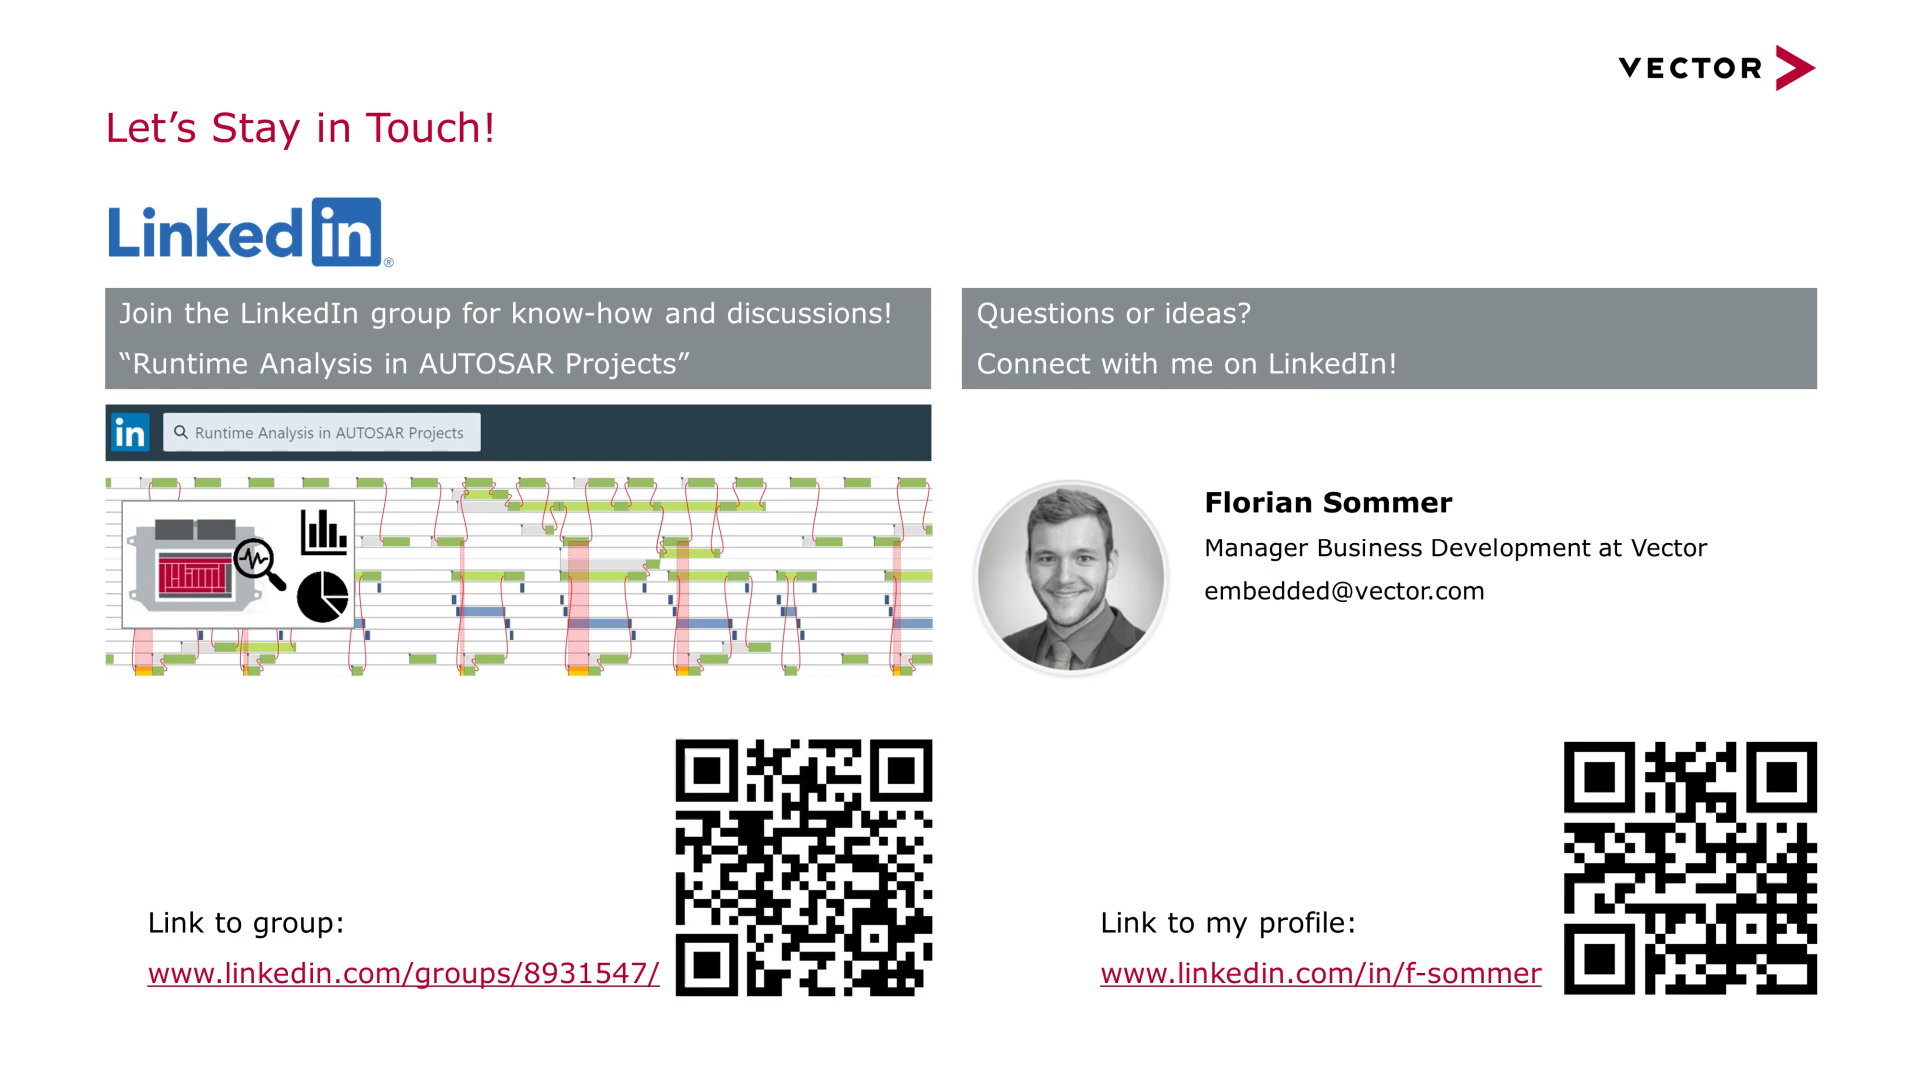 VECTOR
Let’s Stay in Touch!
Linked in ®
Join the LinkedIn group for know-how and discussions!
“Runtime Analysis in AUTOSAR Projects”
in
Runtime Analysis in AUTOSAR Projects
Link to group:
www.linkedin.com/groups/8931547/
Questions or ideas?
Connect with me on LinkedIn!
Florian Sommer
Manager Business Development at Vector
embedded@vector.com
Link to my profile:
www.linkedin.com/in/f-sommer